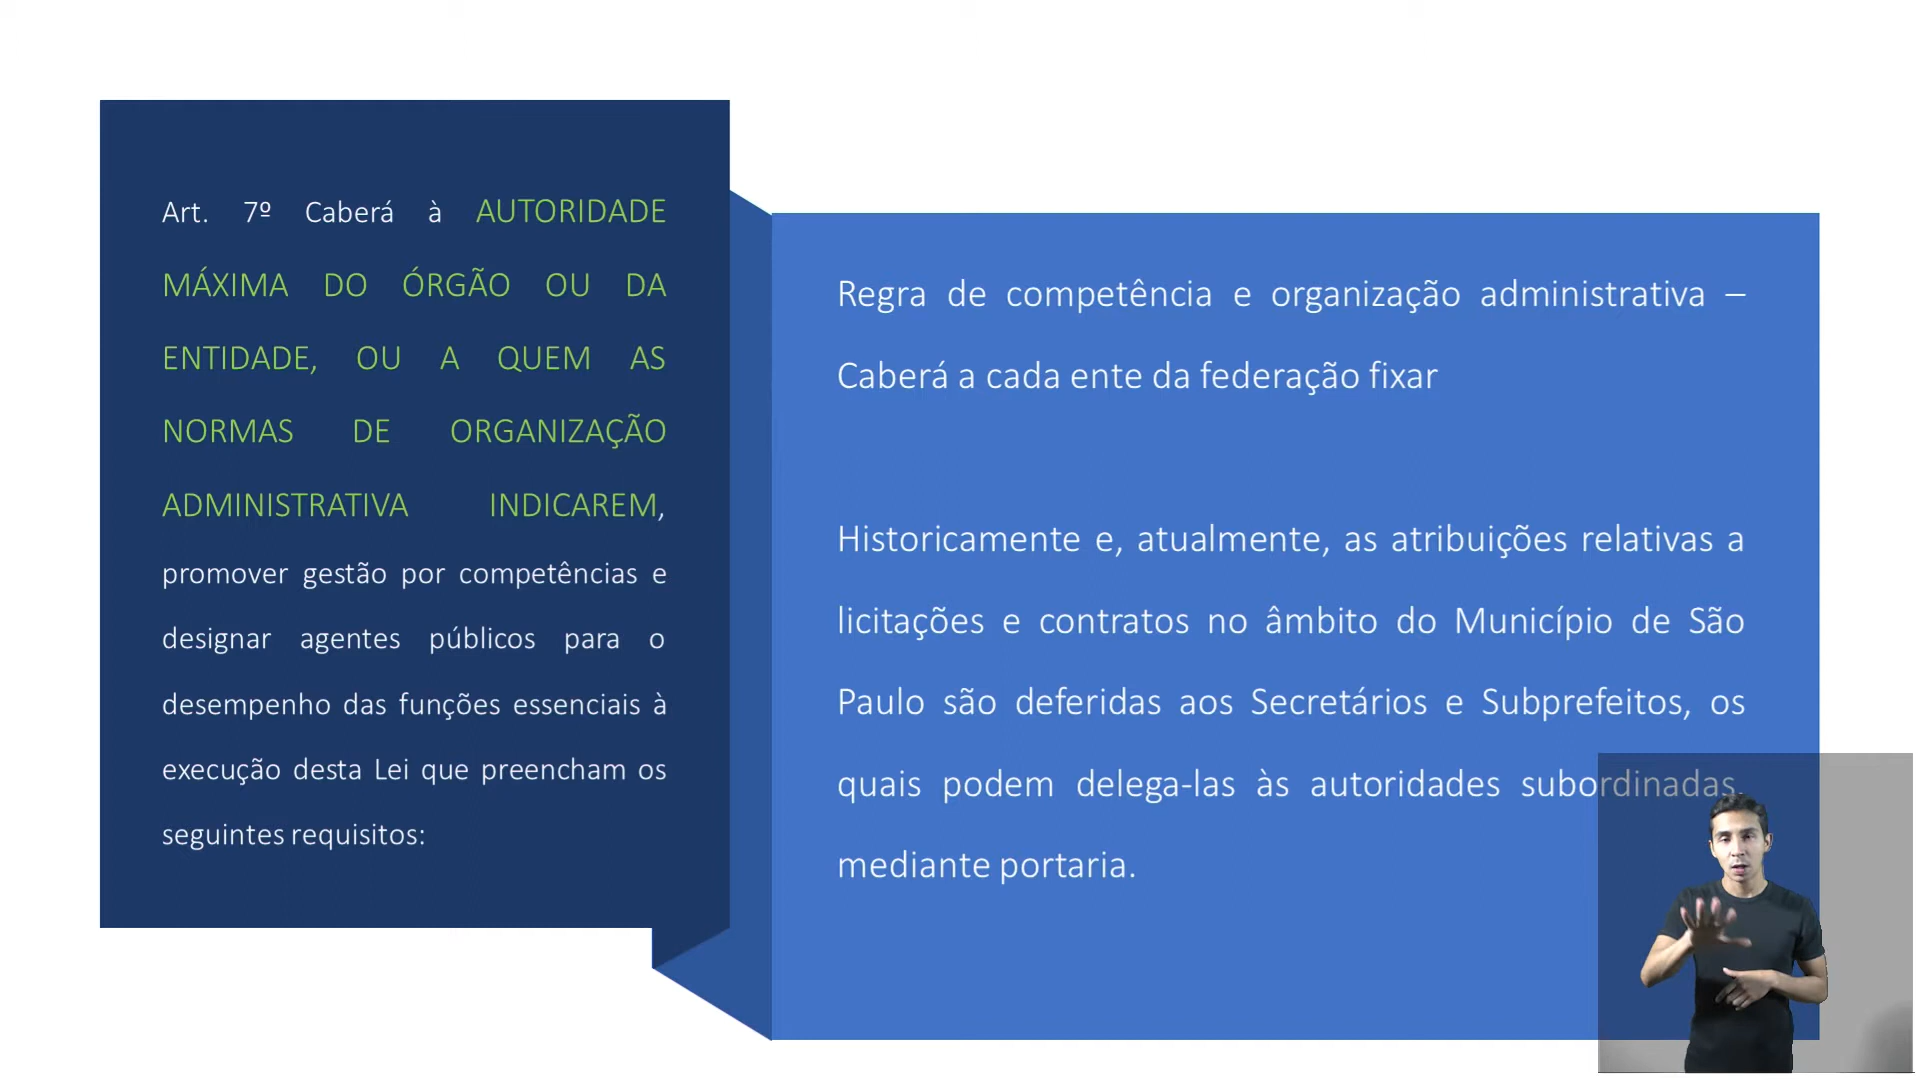 Art. 7º Caberá à AUTORIDADE
MÁXIMA DO ÓRGÃO OU DA
ENTIDADE, OU A QUEM AS
NORMAS DE ORGANIZAÇÃO
ADMINISTRATIVA INDICAREM,
promover gestão por competências e
designar agentes públicos para o
desempenho das funções essenciais à
execução desta Lei que preencham os
seguintes requisitos:
Regra de competência e organização administrativa –
Caberá a cada ente da federação fixar
Historicamente e, atualmente, as atribuições relativas a
licitações e contratos no âmbito do Município de São
Paulo são deferidas aos Secretários e Subprefeitos, os
quais podem delega-las às autoridades subordinadas,
mediante portaria.